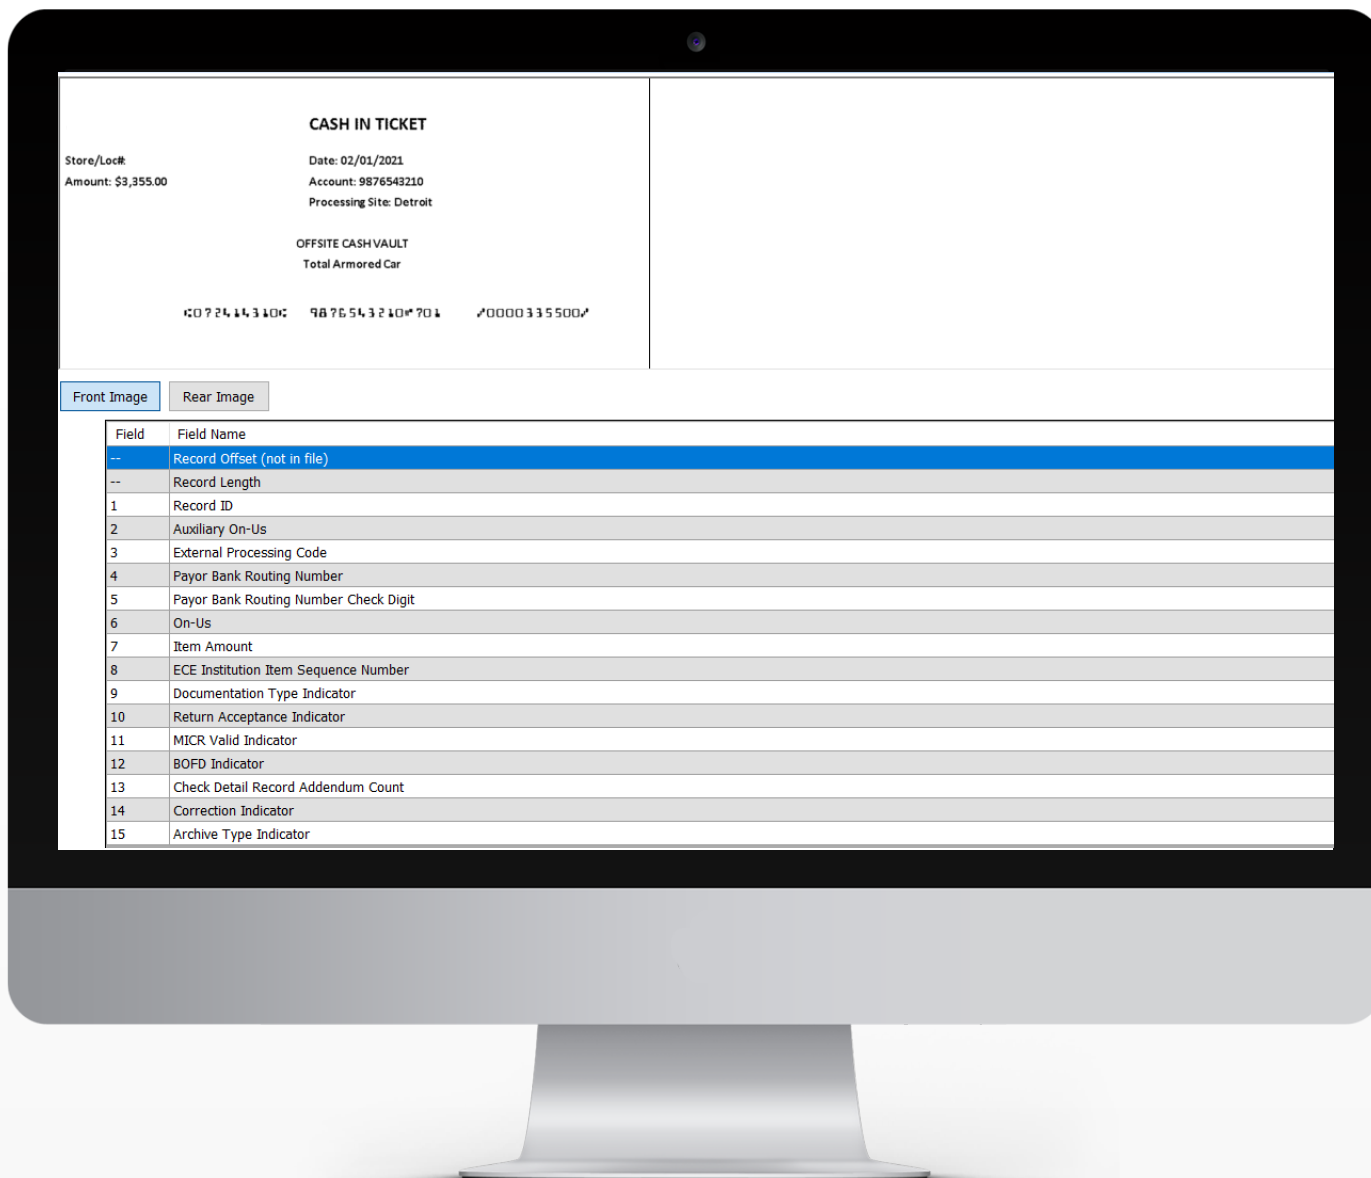 CASH IN TICKET
Store/Loc#: Date: 02/01/2021
Amount: $3,355.00 Account: 9876543210
Processing Site: Detroit
OFFSITE CASH VAULT
Total Armored Car
⑆072414310⑆ 9876543210⑈701 ⑇0000335500⑇
Front Image Rear Image
Field Field Name
-- Record Offset (not in file)
-- Record Length
1 Record ID
2 Auxiliary On-Us
3 External Processing Code
4 Payor Bank Routing Number
5 Payor Bank Routing Number Check Digit
6 On-Us
7 Item Amount
8 ECE Institution Item Sequence Number
9 Documentation Type Indicator
10 Return Acceptance Indicator
11 MICR Valid Indicator
12 BOFD Indicator
13 Check Detail Record Addendum Count
14 Correction Indicator
15 Archive Type Indicator